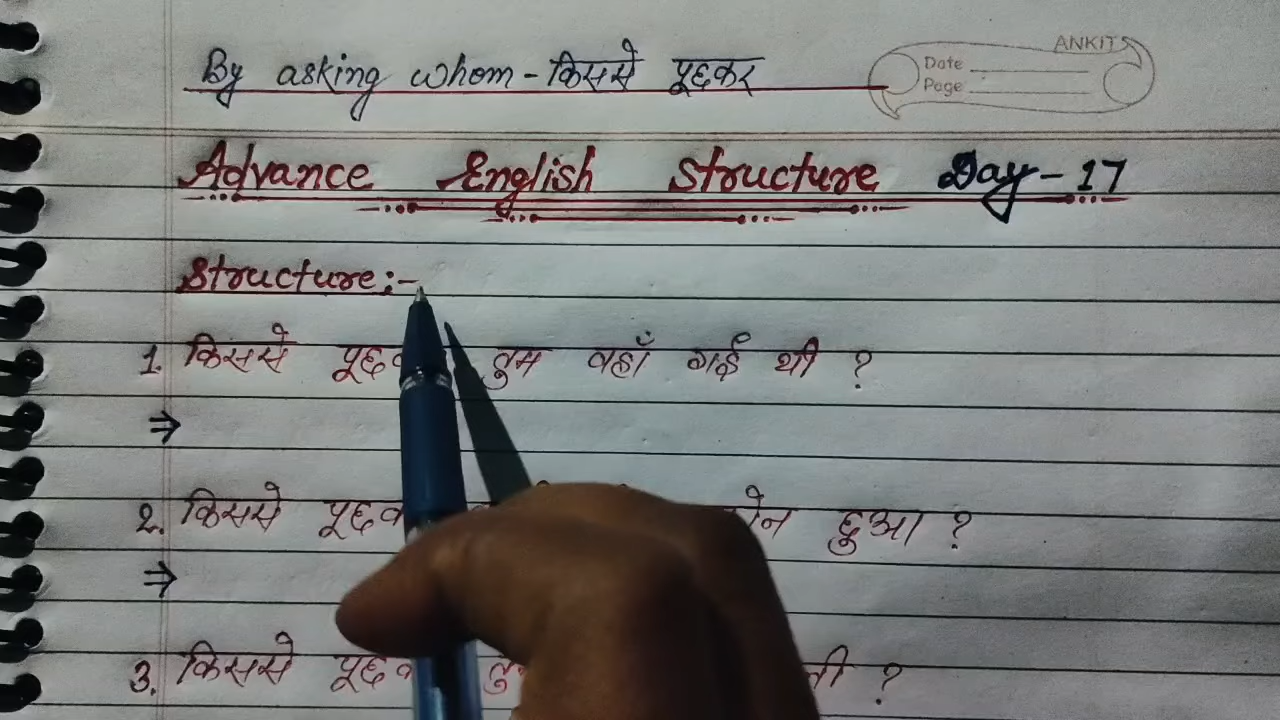 By asking whom - किससे पूछकर
ANKIT
Date
Page
Advance English Structure Day - 17
Structure :-
1. किससे तुम वहाँ गई थी ?
⇒
2. किससे हुआ ?
⇒
3. किससे ?